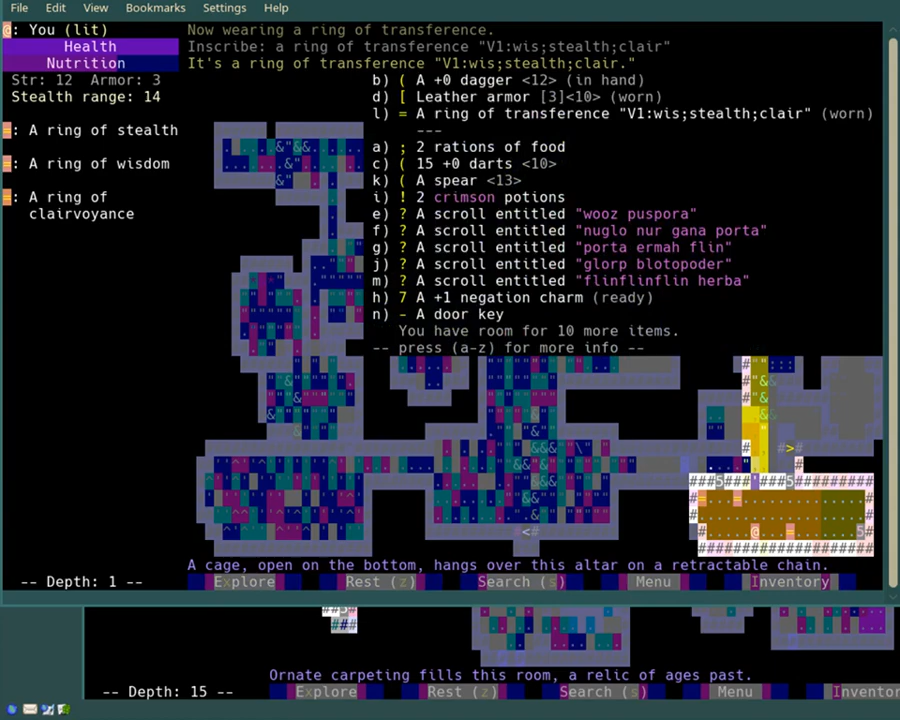 File Edit View Bookmarks Settings Help
@: You (lit)
Health
Nutrition
Str: 12 Armor: 3
Stealth range: 14
=: A ring of stealth
=: A ring of wisdom
=: A ring of
clairvoyance
Now wearing a ring of transference.
Inscribe: a ring of transference "V1:wis;stealth;clair"
It's a ring of transference "V1:wis;stealth;clair."
b) ( A +0 dagger <12> (in hand)
d) [ Leather armor [3]<10> (worn)
l) = A ring of transference "V1:wis;stealth;clair" (worn)
---
a) ; 2 rations of food
c) ( 15 +0 darts <10>
k) ( A spear <13>
i) ! 2 crimson potions
e) ? A scroll entitled "wooz puspora"
f) ? A scroll entitled "nuglo nur gana porta"
g) ? A scroll entitled "porta ermah flin"
j) ? A scroll entitled "glorp blotopoder"
m) ? A scroll entitled "flinflinflin herba"
h) 7 A +1 negation charm (ready)
n) - A door key
You have room for 10 more items.
-- press (a-z) for more info --
A cage, open on the bottom, hangs over this altar on a retractable chain.
-- Depth: 1 -- Explore Rest (z) Search (s) Menu Inventory
Ornate carpeting fills this room, a relic of ages past.
-- Depth: 15 -- Explore Rest (z) Search (s) Menu Inventor